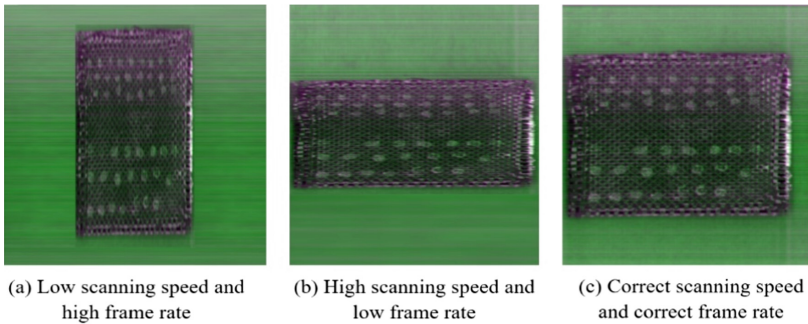 (a) Low scanning speed and
high frame rate
(b) High scanning speed and
low frame rate
(c) Correct scanning speed
and correct frame rate